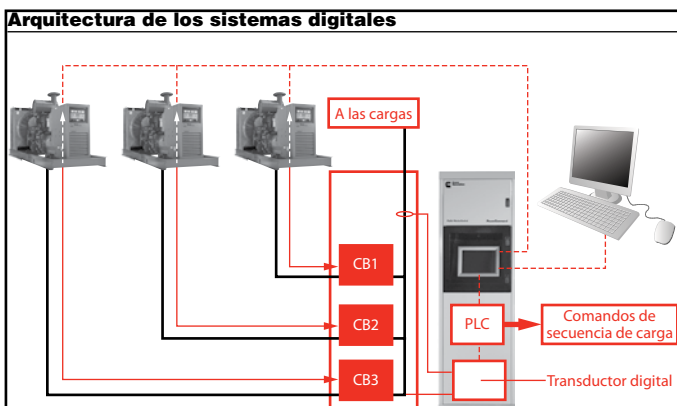 Arquitectura de los sistemas digitales
A las cargas
CB1
CB2
PLC
Comandos de
secuencia de carga
CB3
Transductor digital